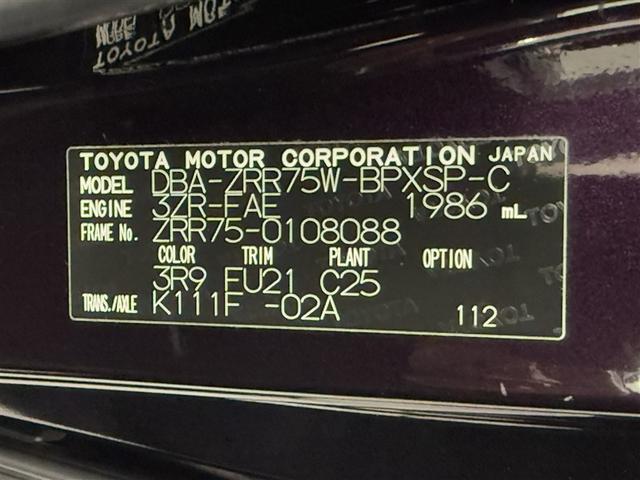 TOYOTA MOTOR CORPORATION JAPAN
MODEL DBA-ZRR75W-BPXSP-C
ENGINE 3ZR-FAE 1986 mL
FRAME No. ZRR75-0108088
COLOR TRIM PLANT OPTION
3R9 FU21 C25
TRANS./AXLE K111F -02A
112